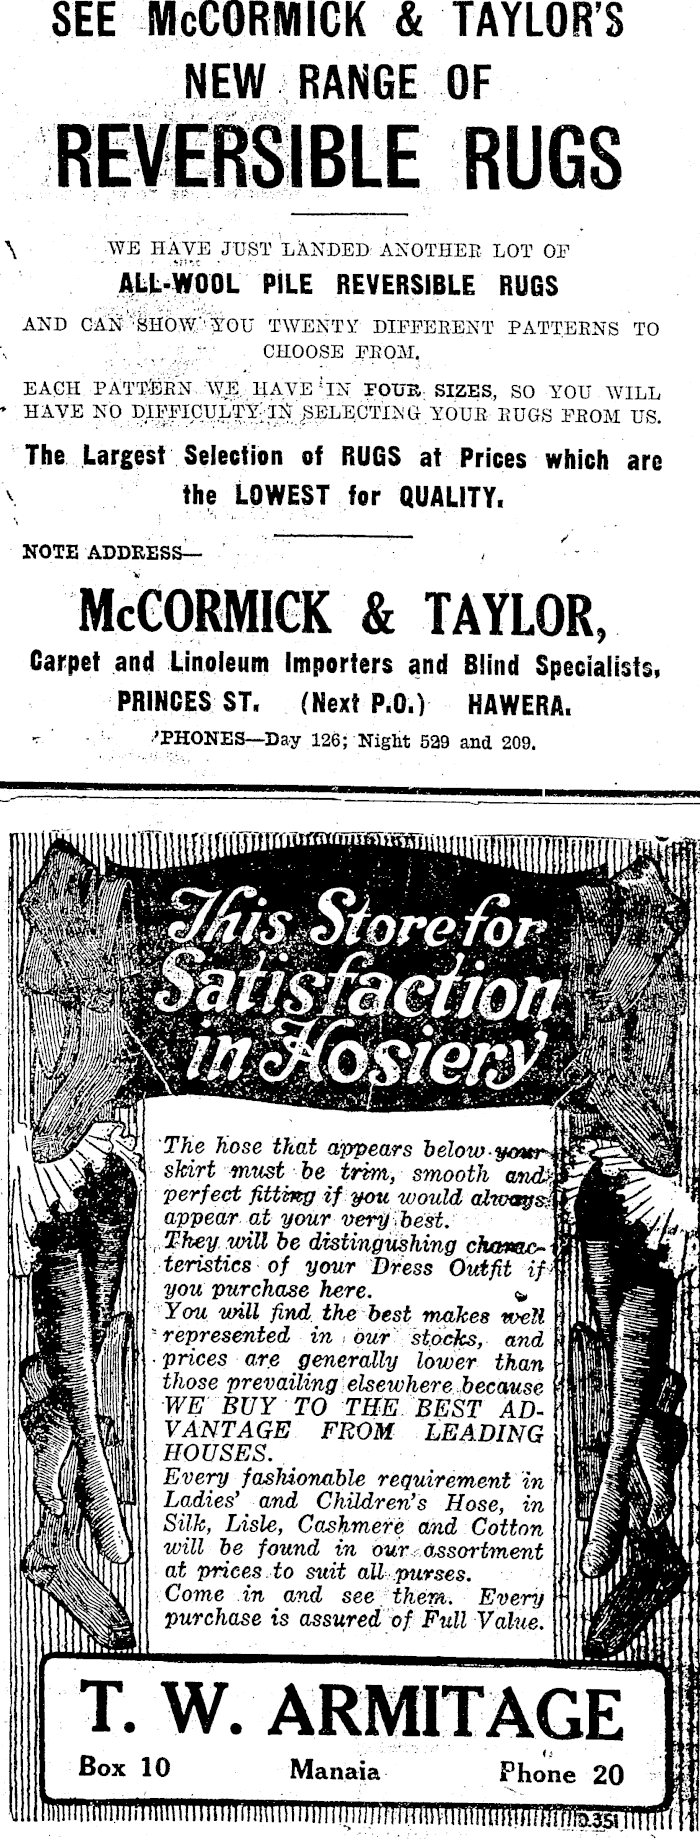 SEE McCORMICK & TAYLOR'S
NEW RANGE OF
REVERSIBLE RUGS
WE HAVE JUST LANDED ANOTHER LOT OF
ALL-WOOL PILE REVERSIBLE RUGS
AND CAN SHOW YOU TWENTY DIFFERENT PATTERNS TO
CHOOSE FROM.
EACH PATTERN WE HAVE IN FOUR SIZES, SO YOU WILL
HAVE NO DIFFICULTY IN SELECTING YOUR RUGS FROM US.
The Largest Selection of RUGS at Prices which are
the LOWEST for QUALITY.
NOTE ADDRESS—
McCORMICK & TAYLOR,
Carpet and Linoleum Importers and Blind Specialists,
PRINCES ST. (Next P.O.) HAWERA.
'PHONES—Day 126; Night 529 and 209.
This Store for
Satisfaction
in Hosiery
The hose that appears below your
skirt must be trim, smooth and
perfect fitting if you would always
appear at your very best.
They will be distingushing charac-
teristics of your Dress Outfit if
you purchase here.
You will find the best makes well
represented in our stocks, and
prices are generally lower than
those prevailing elsewhere because
WE BUY TO THE BEST AD-
VANTAGE FROM LEADING
HOUSES.
Every fashionable requirement in
Ladies' and Children's Hose, in
Silk, Lisle, Cashmere and Cotton
will be found in our assortment
at prices to suit all purses.
Come in and see them. Every
purchase is assured of Full Value.
T. W. ARMITAGE
Box 10 Manaia Phone 20
D.351